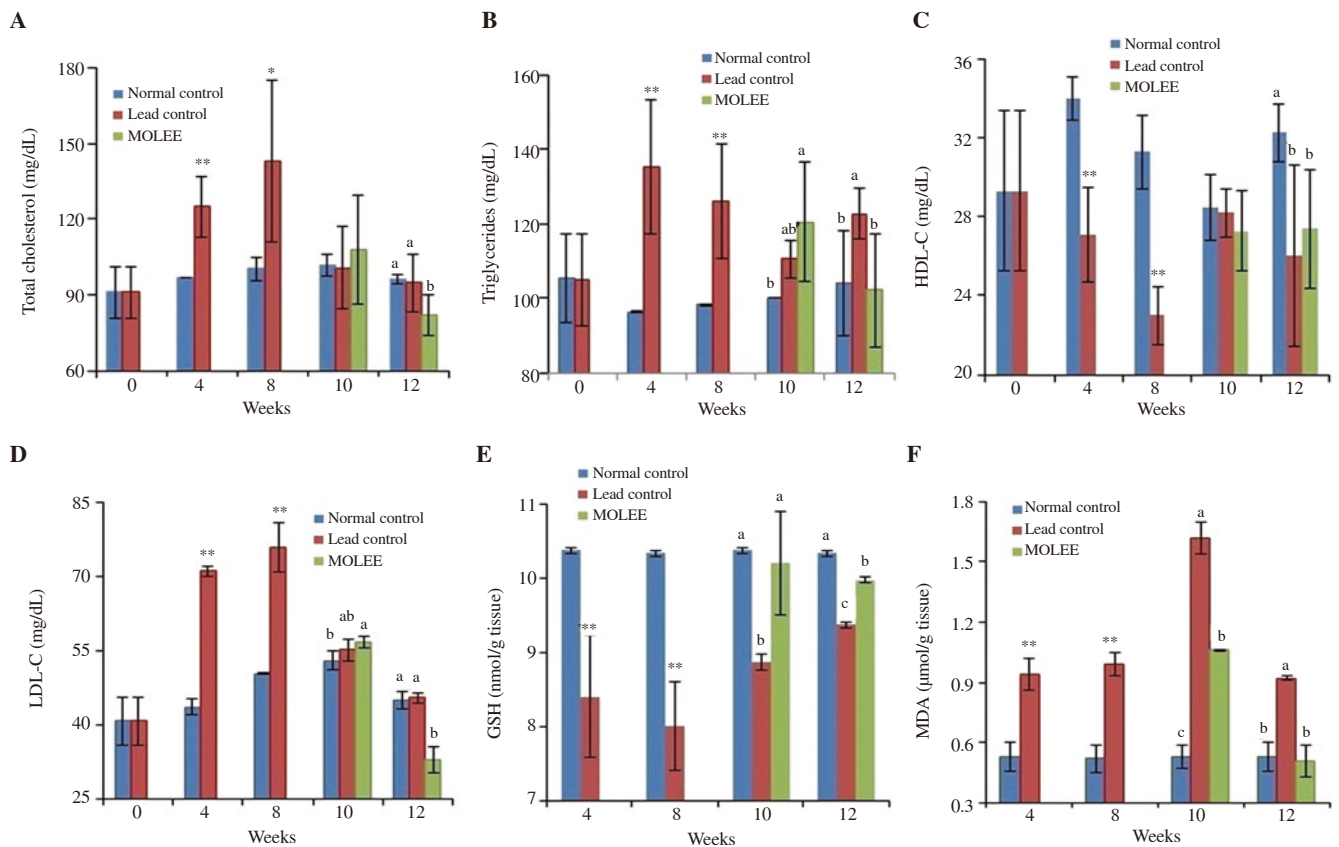 A
Total cholesterol (mg/dL)
180
150
120
90
60
Normal control
Lead control
MOLEE
**
*
a
a
b
0
4
8
10
12
Weeks
B
Triglycerides (mg/dL)
160
140
120
100
80
Normal control
Lead control
MOLEE
**
**
b
ab
a
b
a
b
0
4
8
10
12
Weeks
C
HDL-C (mg/dL)
36
32
28
24
20
Normal control
Lead control
MOLEE
**
**
a
b
b
0
4
8
10
12
Weeks
D
LDL-C (mg/dL)
85
70
55
40
25
Normal control
Lead control
MOLEE
**
**
b
ab
a
a
a
b
0
4
8
10
12
Weeks
E
GSH (nmol/g tissue)
11
10
9
8
7
Normal control
Lead control
MOLEE
**
**
a
b
a
a
c
b
4
8
10
12
Weeks
F
MDA (μmol/g tissue)
1.8
1.5
1.2
0.9
0.6
0.3
Normal control
Lead control
MOLEE
**
**
c
a
b
b
a
b
4
8
10
12
Weeks